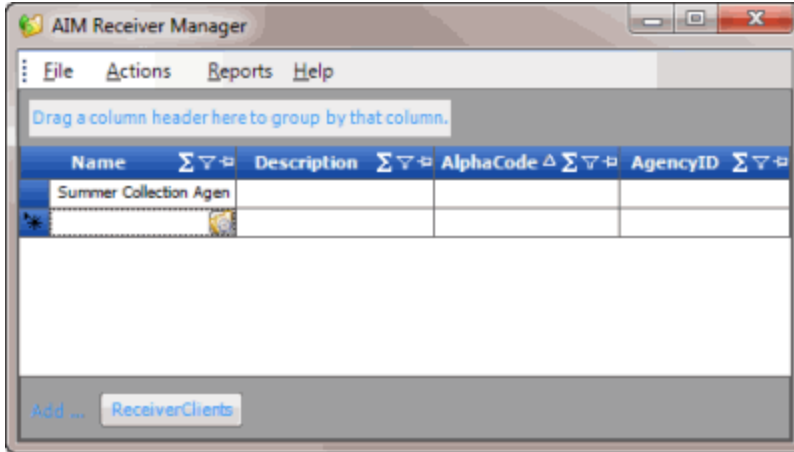 AIM Receiver Manager
File Actions Reports Help
Drag a column header here to group by that column.
Name Σ Description Σ AlphaCode Σ AgencyID Σ
Summer Collection Agen
Add ... ReceiverClients